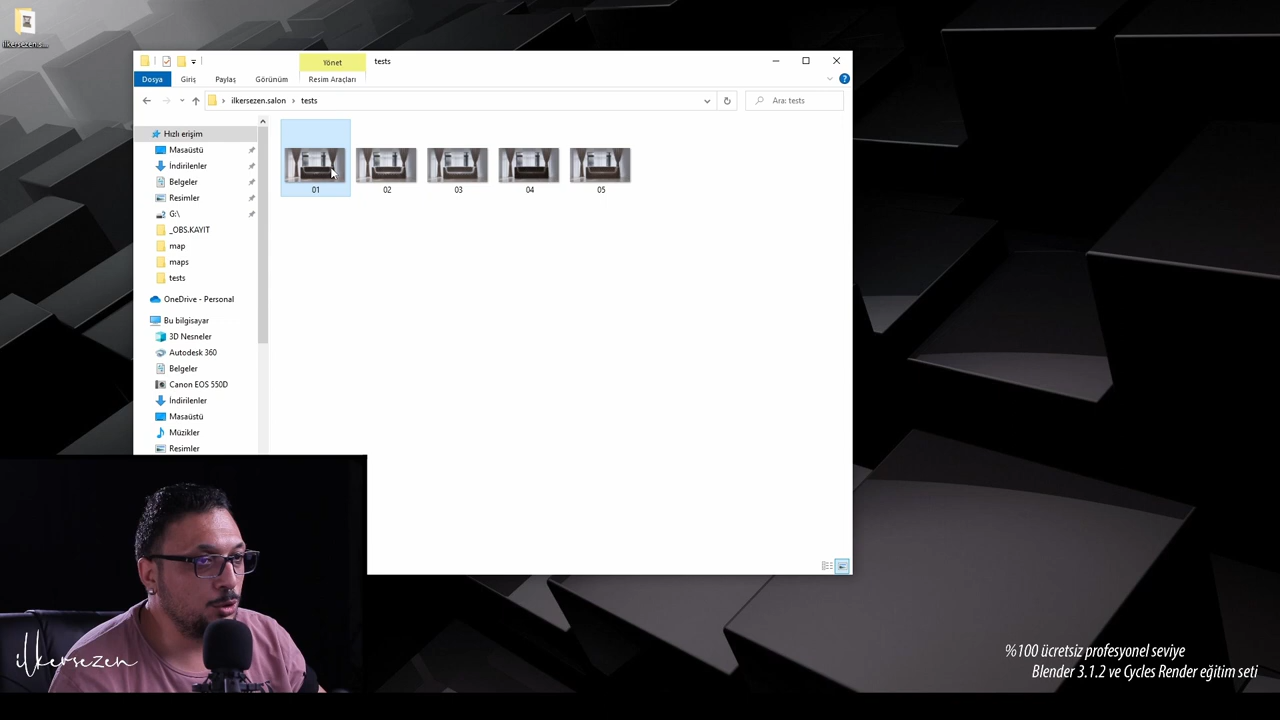 ilkersezen.s...
Yönet
tests
Dosya
Giriş
Paylaş
Görünüm
Resim Araçları
ilkersezen.salon
tests
Ara: tests
Hızlı erişim
Masaüstü
İndirilenler
Belgeler
Resimler
G:\
_OBS.KAYIT
map
maps
tests
OneDrive - Personal
Bu bilgisayar
3D Nesneler
Autodesk 360
Belgeler
Canon EOS 550D
İndirilenler
Masaüstü
Müzikler
Resimler
01
02
03
04
05
ilkersezen
%100 ücretsiz profesyonel seviye
Blender 3.1.2 ve Cycles Render eğitim seti